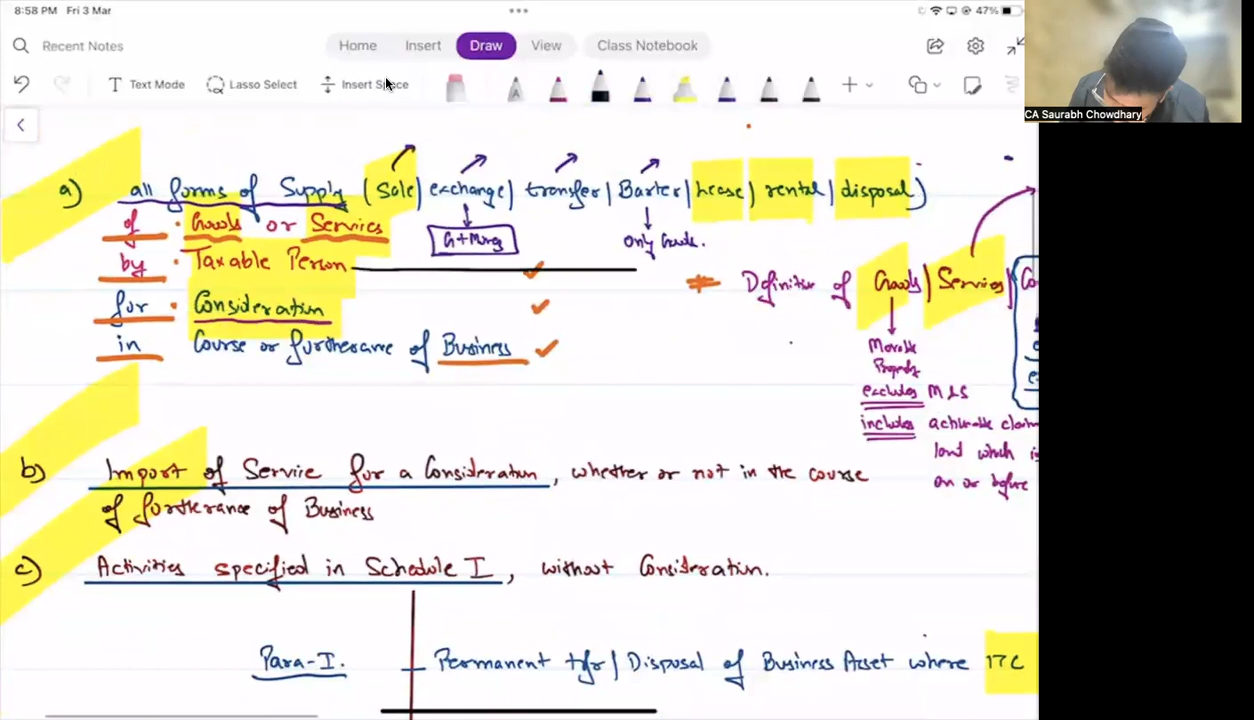 8:58 PM Fri 3 Mar
47%
Recent Notes
Home Insert Draw View Class Notebook
Text Mode Lasso Select Insert Space
CA Saurabh Chowdhary
a) all forms of Supply (Sale| exchange| transfer| Barter| Lease| rental| disposal)
of Goods or Services
G+Money
Only Goods.
by Taxable Person
for Consideration
in Course or furtherance of Business
Definition of Goods| Services|
Movable
Property
excludes M&S
includes actionable claim
land which i
on or before
b) Import of Service for a Consideration, whether or not in the course
of furtherance of Business
c) Activities specified in Schedule I, without Consideration.
Para-I. Permanent tfr/ Disposal of Business Asset where ITC